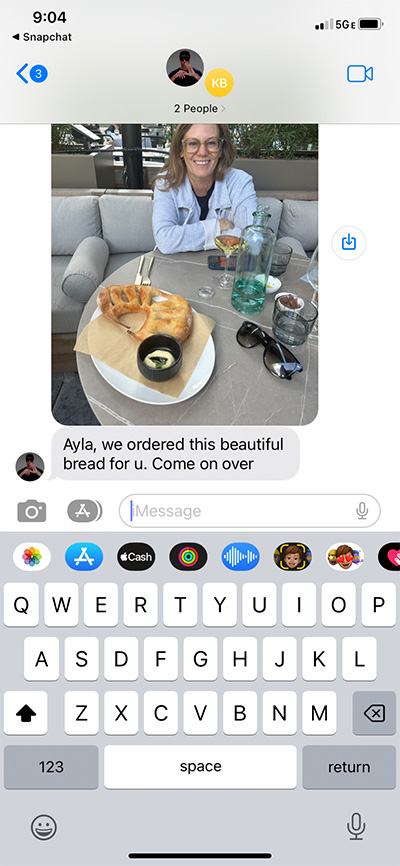 9:04
5GE
◀ Snapchat
3
KB
2 People >
Ayla, we ordered this beautiful
bread for u. Come on over
iMessage
Cash
Q W E R T Y U I O P
A S D F G H J K L
Z X C V B N M
123 space return